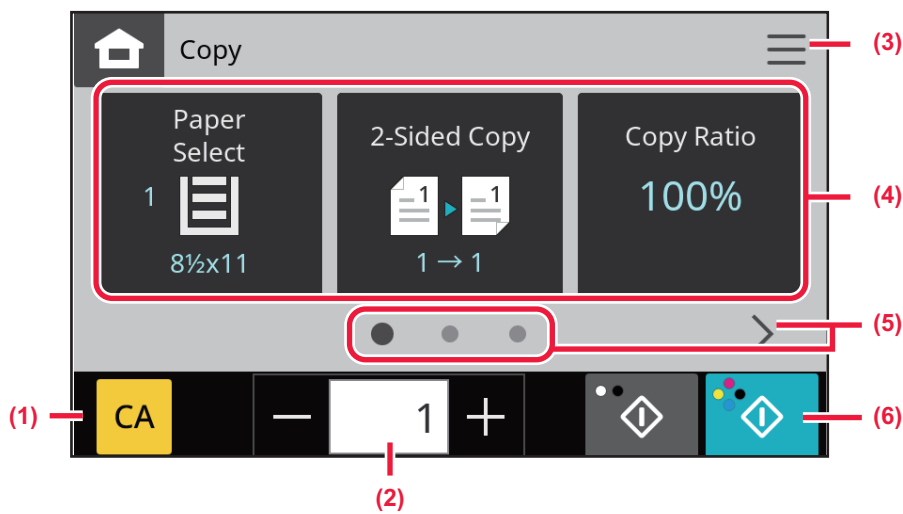 Copy
(3)
Paper
Select
1
8½x11
2-Sided Copy
1 1
1 → 1
Copy Ratio
100%
(4)
(5)
(1)
CA
1
(2)
(6)